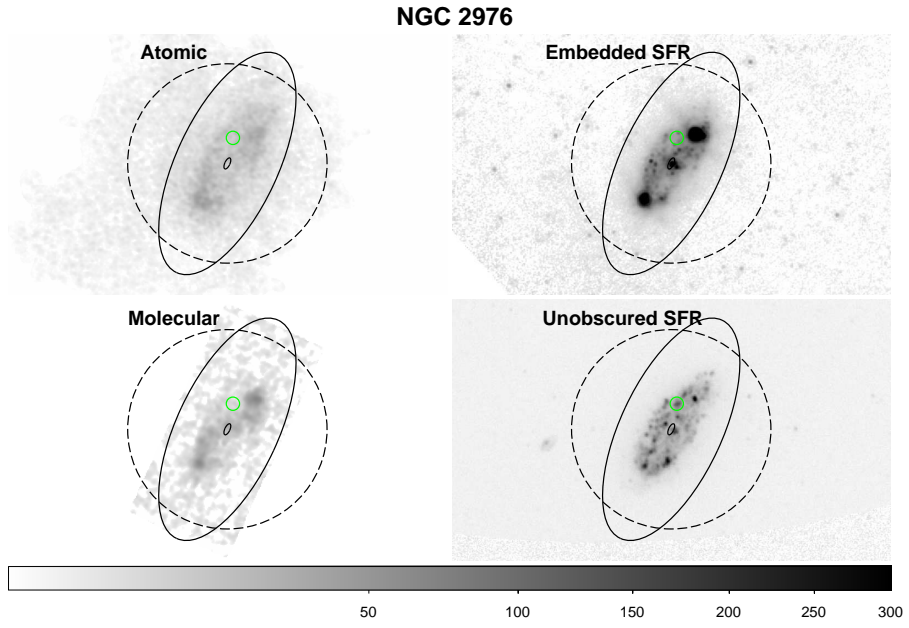 NGC 2976
Atomic
Embedded SFR
Molecular
Unobscured SFR
50 100 150 200 250 300